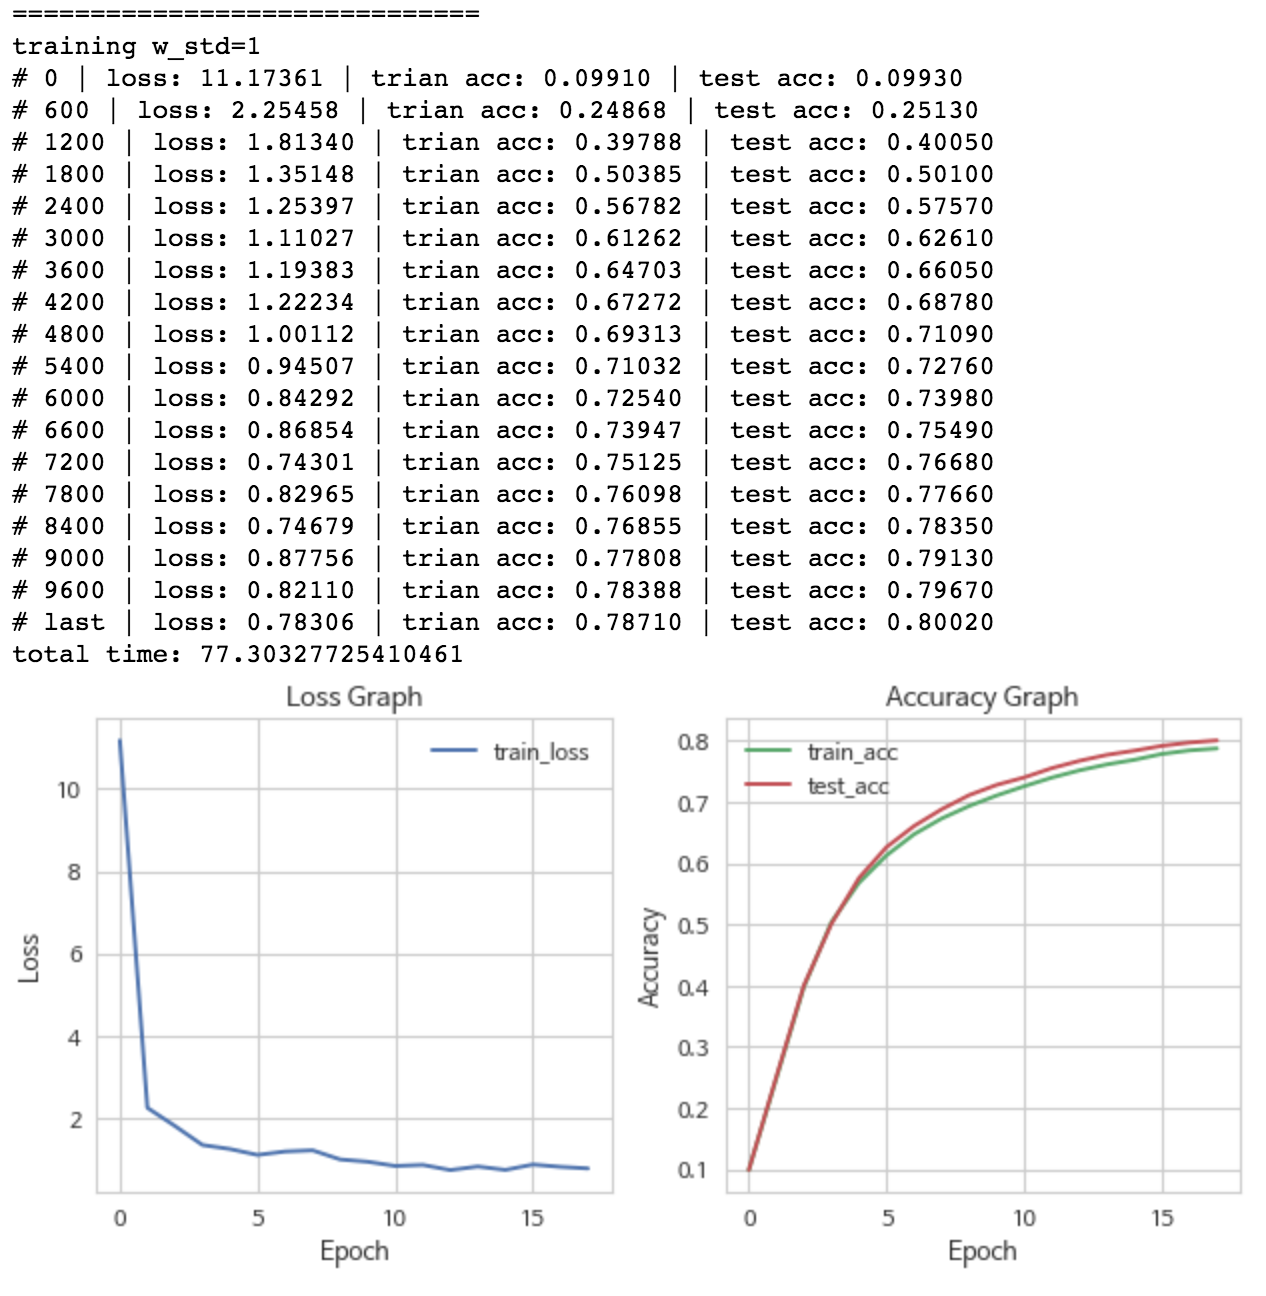 ==============================
training w_std=1
# 0 | loss: 11.17361 | trian acc: 0.09910 | test acc: 0.09930
# 600 | loss: 2.25458 | trian acc: 0.24868 | test acc: 0.25130
# 1200 | loss: 1.81340 | trian acc: 0.39788 | test acc: 0.40050
# 1800 | loss: 1.35148 | trian acc: 0.50385 | test acc: 0.50100
# 2400 | loss: 1.25397 | trian acc: 0.56782 | test acc: 0.57570
# 3000 | loss: 1.11027 | trian acc: 0.61262 | test acc: 0.62610
# 3600 | loss: 1.19383 | trian acc: 0.64703 | test acc: 0.66050
# 4200 | loss: 1.22234 | trian acc: 0.67272 | test acc: 0.68780
# 4800 | loss: 1.00112 | trian acc: 0.69313 | test acc: 0.71090
# 5400 | loss: 0.94507 | trian acc: 0.71032 | test acc: 0.72760
# 6000 | loss: 0.84292 | trian acc: 0.72540 | test acc: 0.73980
# 6600 | loss: 0.86854 | trian acc: 0.73947 | test acc: 0.75490
# 7200 | loss: 0.74301 | trian acc: 0.75125 | test acc: 0.76680
# 7800 | loss: 0.82965 | trian acc: 0.76098 | test acc: 0.77660
# 8400 | loss: 0.74679 | trian acc: 0.76855 | test acc: 0.78350
# 9000 | loss: 0.87756 | trian acc: 0.77808 | test acc: 0.79130
# 9600 | loss: 0.82110 | trian acc: 0.78388 | test acc: 0.79670
# last | loss: 0.78306 | trian acc: 0.78710 | test acc: 0.80020
total time: 77.30327725410461
Loss Graph
train_loss
10
8
6
4
2
Loss
0 5 10 15
Epoch
Accuracy Graph
train_acc
test_acc
0.8
0.7
0.6
0.5
0.4
0.3
0.2
0.1
Accuracy
0 5 10 15
Epoch